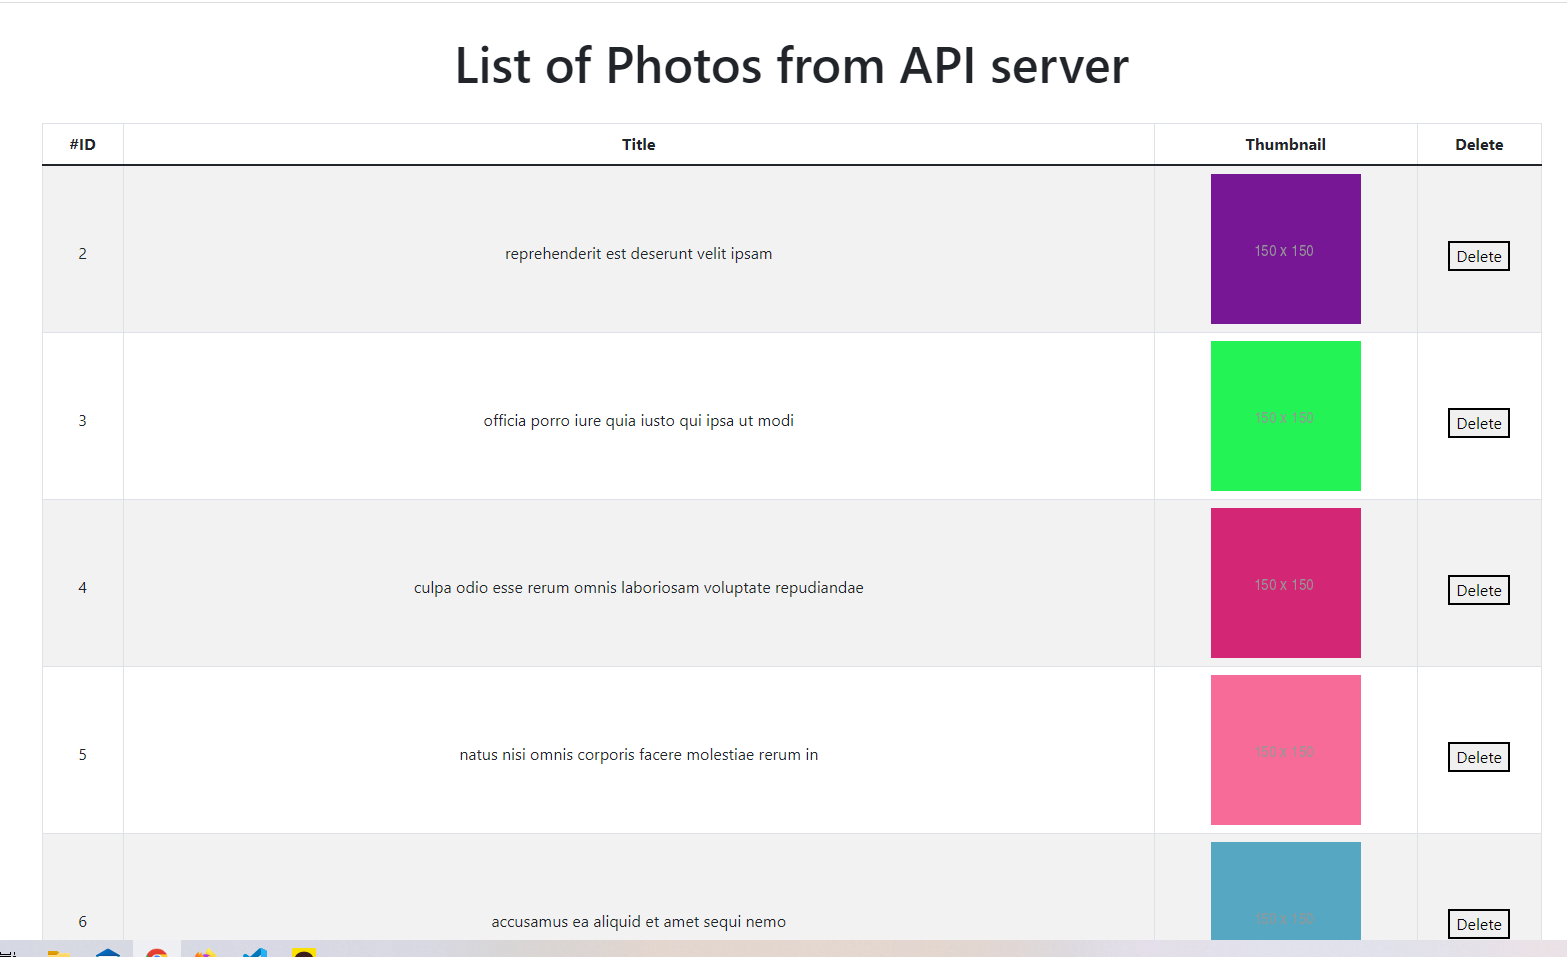 List of Photos from API server
#ID Title Thumbnail Delete
2 reprehenderit est deserunt velit ipsam 150 x 150 Delete
3 officia porro iure quia iusto qui ipsa ut modi 150 x 150 Delete
4 culpa odio esse rerum omnis laboriosam voluptate repudiandae 150 x 150 Delete
5 natus nisi omnis corporis facere molestiae rerum in 150 x 150 Delete
6 accusamus ea aliquid et amet sequi nemo 150 x 150 Delete